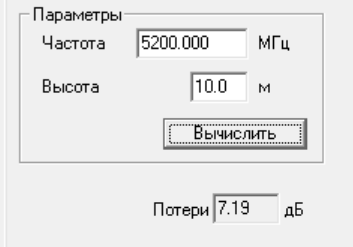 Параметры
Частота 5200.000 МГц
Высота 10.0 м
Вычислить
Потери 7.19 дБ